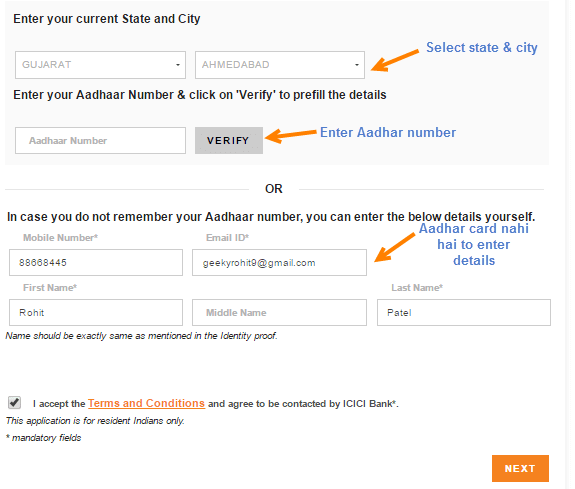 Enter your current State and City
Select state & city
GUJARAT
AHMEDABAD
Enter your Aadhaar Number & click on 'Verify' to prefill the details
Aadhaar Number
VERIFY
Enter Aadhar number
OR
In case you do not remember your Aadhaar number, you can enter the below details yourself.
Aadhar card nahi
hai to enter
details
Mobile Number*
Email ID*
88668445
geekyrohit9@gmail.com
First Name*
Last Name*
Rohit
Middle Name
Patel
Name should be exactly same as mentioned in the Identity proof.
I accept the Terms and Conditions and agree to be contacted by ICICI Bank*.
This application is for resident Indians only.
* mandatory fields
NEXT